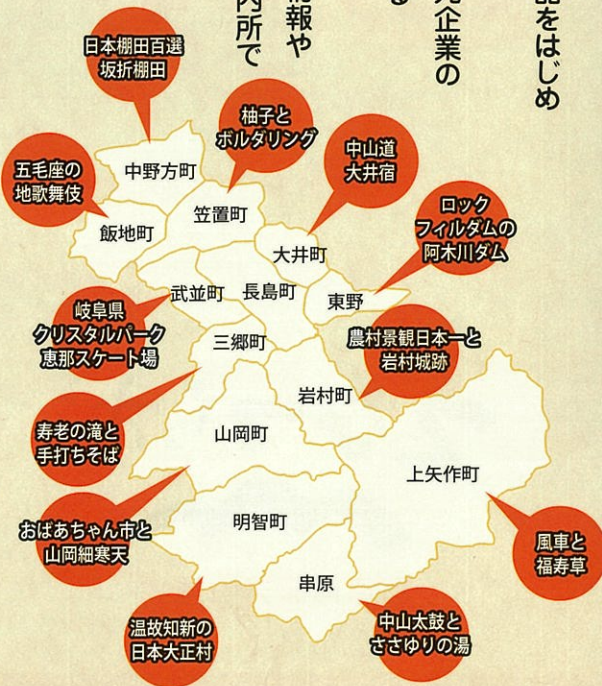 品をはじめ
元企業の
る
情報や
内所で
日本棚田百選
坂折棚田
柚子と
ボルダリング
中山道
大井宿
五毛座の
地歌舞伎
ロック
フィルダムの
阿木川ダム
中野方町
笠置町
飯地町
大井町
武並町
長島町
東野
岐阜県
クリスタルパーク
恵那スケート場
三郷町
農村景観日本一と
岩村城跡
岩村町
寿老の滝と
手打ちそば
山岡町
上矢作町
おばあちゃん市と
山岡細寒天
明智町
風車と
福寿草
串原
温故知新の
日本大正村
中山太鼓と
ささゆりの湯